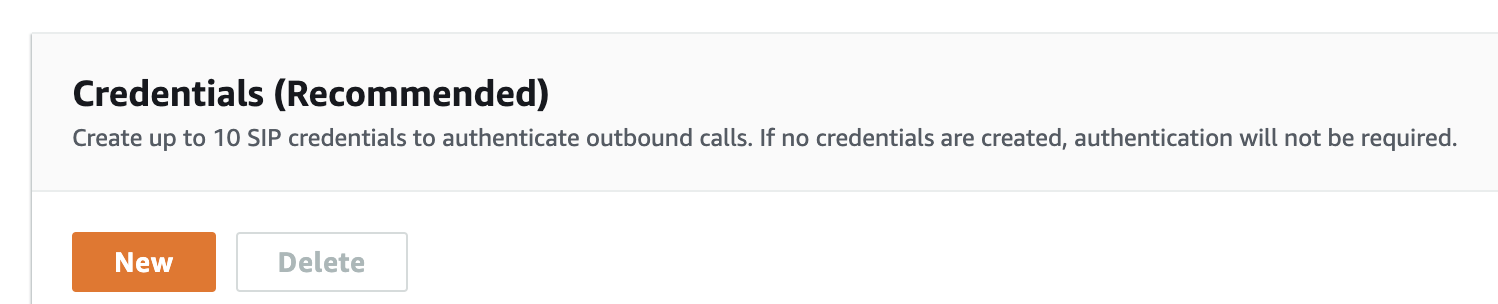 Credentials (Recommended)
Create up to 10 SIP credentials to authenticate outbound calls. If no credentials are created, authentication will not be required.
New
Delete